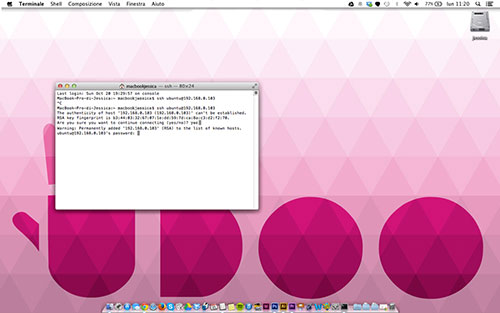 Terminale Shell Composizione Vista Finestra Aiuto
77% lun 11:20
jessica
macbookjessica — ssh — 80×24
Last login: Sun Oct 20 19:29:57 on console
MacBook-Pro-di-Jessica:~ macbookjessica$ ssh ubuntu@192.168.0.103
^C
MacBook-Pro-di-Jessica:~ macbookjessica$ ssh ubuntu@192.168.0.103
The authenticity of host '192.168.0.103 (192.168.0.103)' can't be established.
RSA key fingerprint is
Are you sure you want to continue connecting (yes/no)? yes
Warning: Permanently added '192.168.0.103' (RSA) to the list of known hosts.
ubuntu@192.168.0.103's password:
UDOO